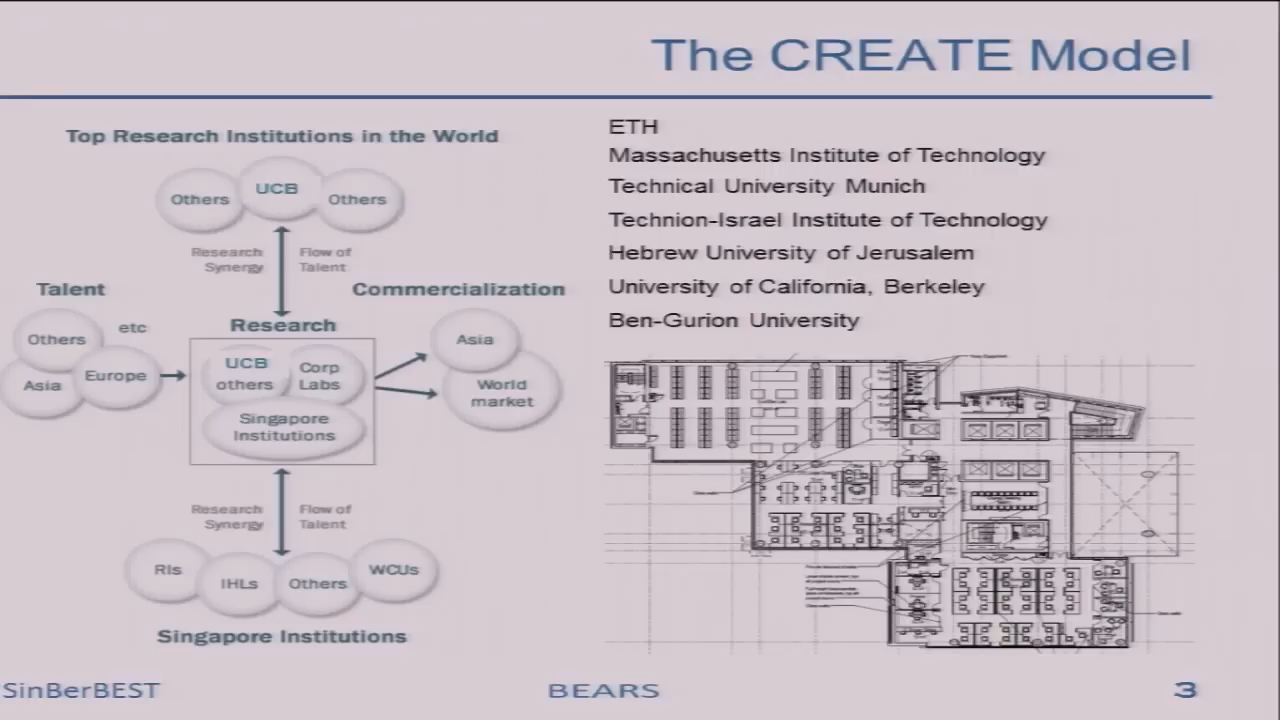 The CREATE Model
Top Research Institutions in the World
Others
UCB
Others
Research
Synergy
Flow of
Talent
Talent
Others
etc
Asia
Europe
Research
UCB
others
Corp
Labs
Singapore
Institutions
Commercialization
Asia
World
market
Research
Synergy
Flow of
Talent
RIs
IHLs
Others
WCUs
Singapore Institutions
ETH
Massachusetts Institute of Technology
Technical University Munich
Technion-Israel Institute of Technology
Hebrew University of Jerusalem
University of California, Berkeley
Ben-Gurion University
SinBerBEST
BEARS
3